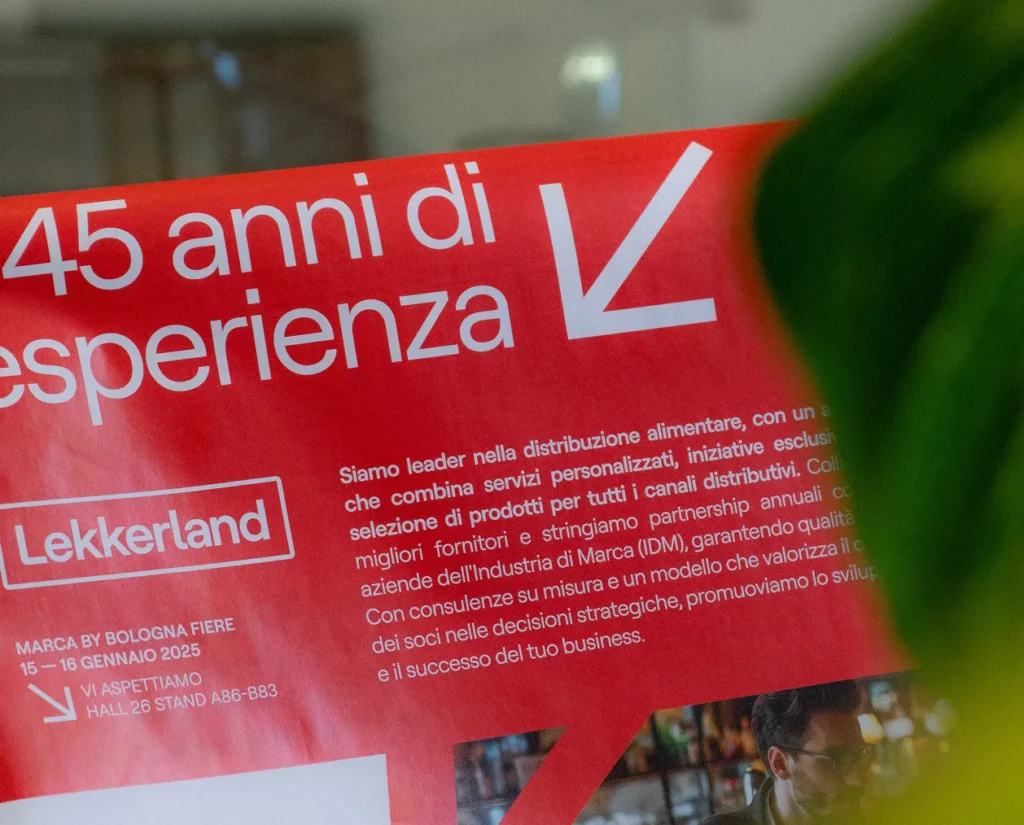 45 anni di
esperienza
Siamo leader nella distribuzione alimentare, con un
che combina servizi personalizzati, iniziative
selezione di prodotti per tutti i canali distributivi.
migliori fornitori e stringiamo partnership annuali
aziende dell'Industria di Marca (IDM), garantendo qualità
Con consulenze su misura e un modello che valorizza il
dei soci nelle decisioni strategiche, promuoviamo lo
e il successo del tuo business.
Lekkerland
MARCA BY BOLOGNA FIERE
15 — 16 GENNAIO 2025
VI ASPETTIAMO
HALL 26 STAND A86-B83